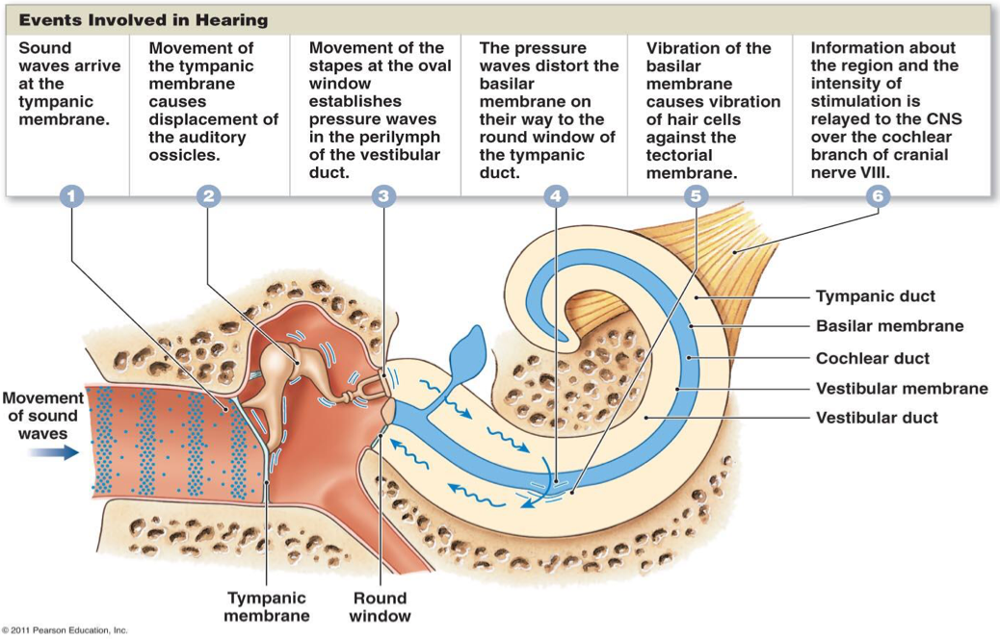 Events Involved in Hearing
Sound
waves arrive
at the
tympanic
membrane.
Movement of
the tympanic
membrane
causes
displacement of
the auditory
ossicles.
Movement of the
stapes at the oval
window
establishes
pressure waves
in the perilymph
of the vestibular
duct.
The pressure
waves distort the
basilar
membrane on
their way to the
round window of
the tympanic
duct.
Vibration of the
basilar
membrane
causes vibration
of hair cells
against the
tectorial
membrane.
Information about
the region and the
intensity of
stimulation is
relayed to the CNS
over the cochlear
branch of cranial
nerve VIII.
1
2
3
4
5
6
Tympanic duct
Basilar membrane
Cochlear duct
Vestibular membrane
Vestibular duct
Movement
of sound
waves
Tympanic
membrane
Round
window
© 2011 Pearson Education, Inc.